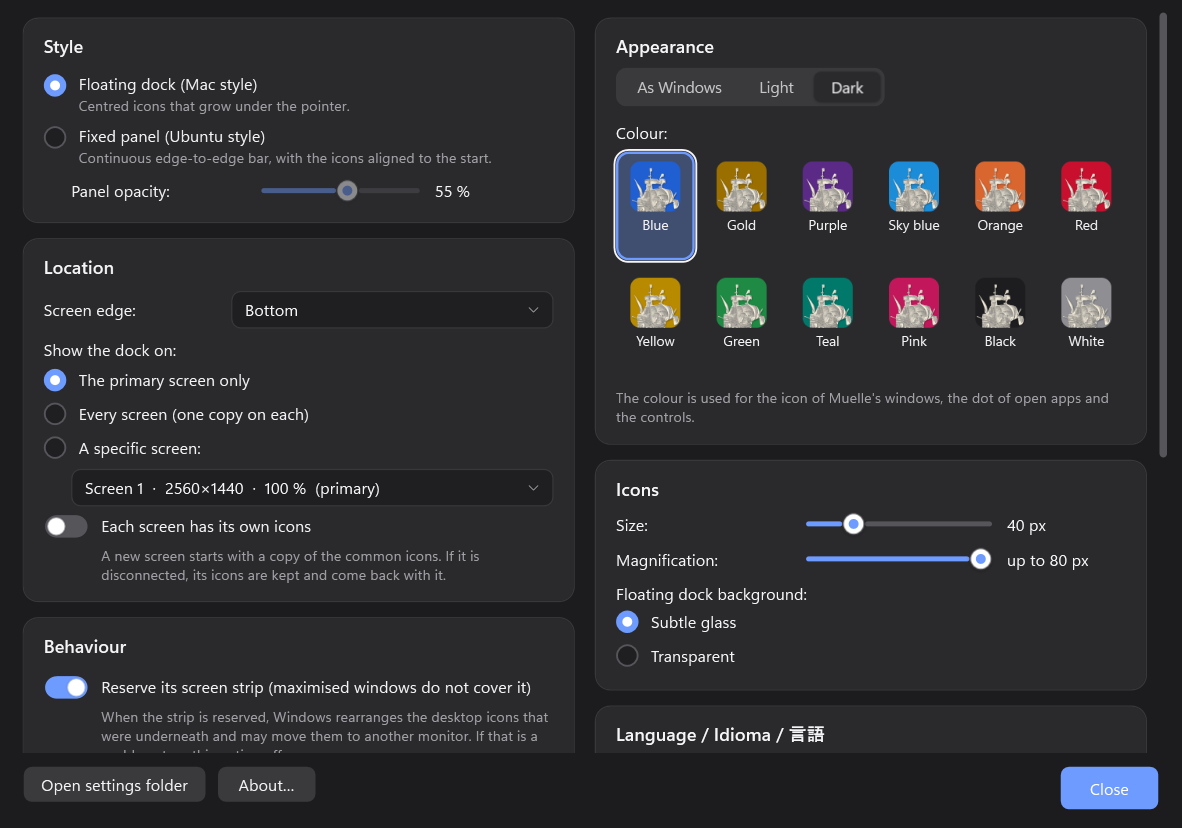 Style
Floating dock (Mac style)
Centred icons that grow under the pointer.
Fixed panel (Ubuntu style)
Continuous edge-to-edge bar, with the icons aligned to the start.
Panel opacity:
55 %
Location
Screen edge:
Bottom
Show the dock on:
The primary screen only
Every screen (one copy on each)
A specific screen:
Screen 1 · 2560×1440 · 100 % (primary)
Each screen has its own icons
A new screen starts with a copy of the common icons. If it is
disconnected, its icons are kept and come back with it.
Behaviour
Reserve its screen strip (maximised windows do not cover it)
When the strip is reserved, Windows rearranges the desktop icons that
were underneath and may move them to another monitor. If that is a
Appearance
As Windows
Light
Dark
Colour:
Blue
Gold
Purple
Sky blue
Orange
Red
Yellow
Green
Teal
Pink
Black
White
The colour is used for the icon of Muelle's windows, the dot of open apps and
the controls.
Icons
Size:
40 px
Magnification:
up to 80 px
Floating dock background:
Subtle glass
Transparent
Language / Idioma / 言語
Open settings folder
About...
Close